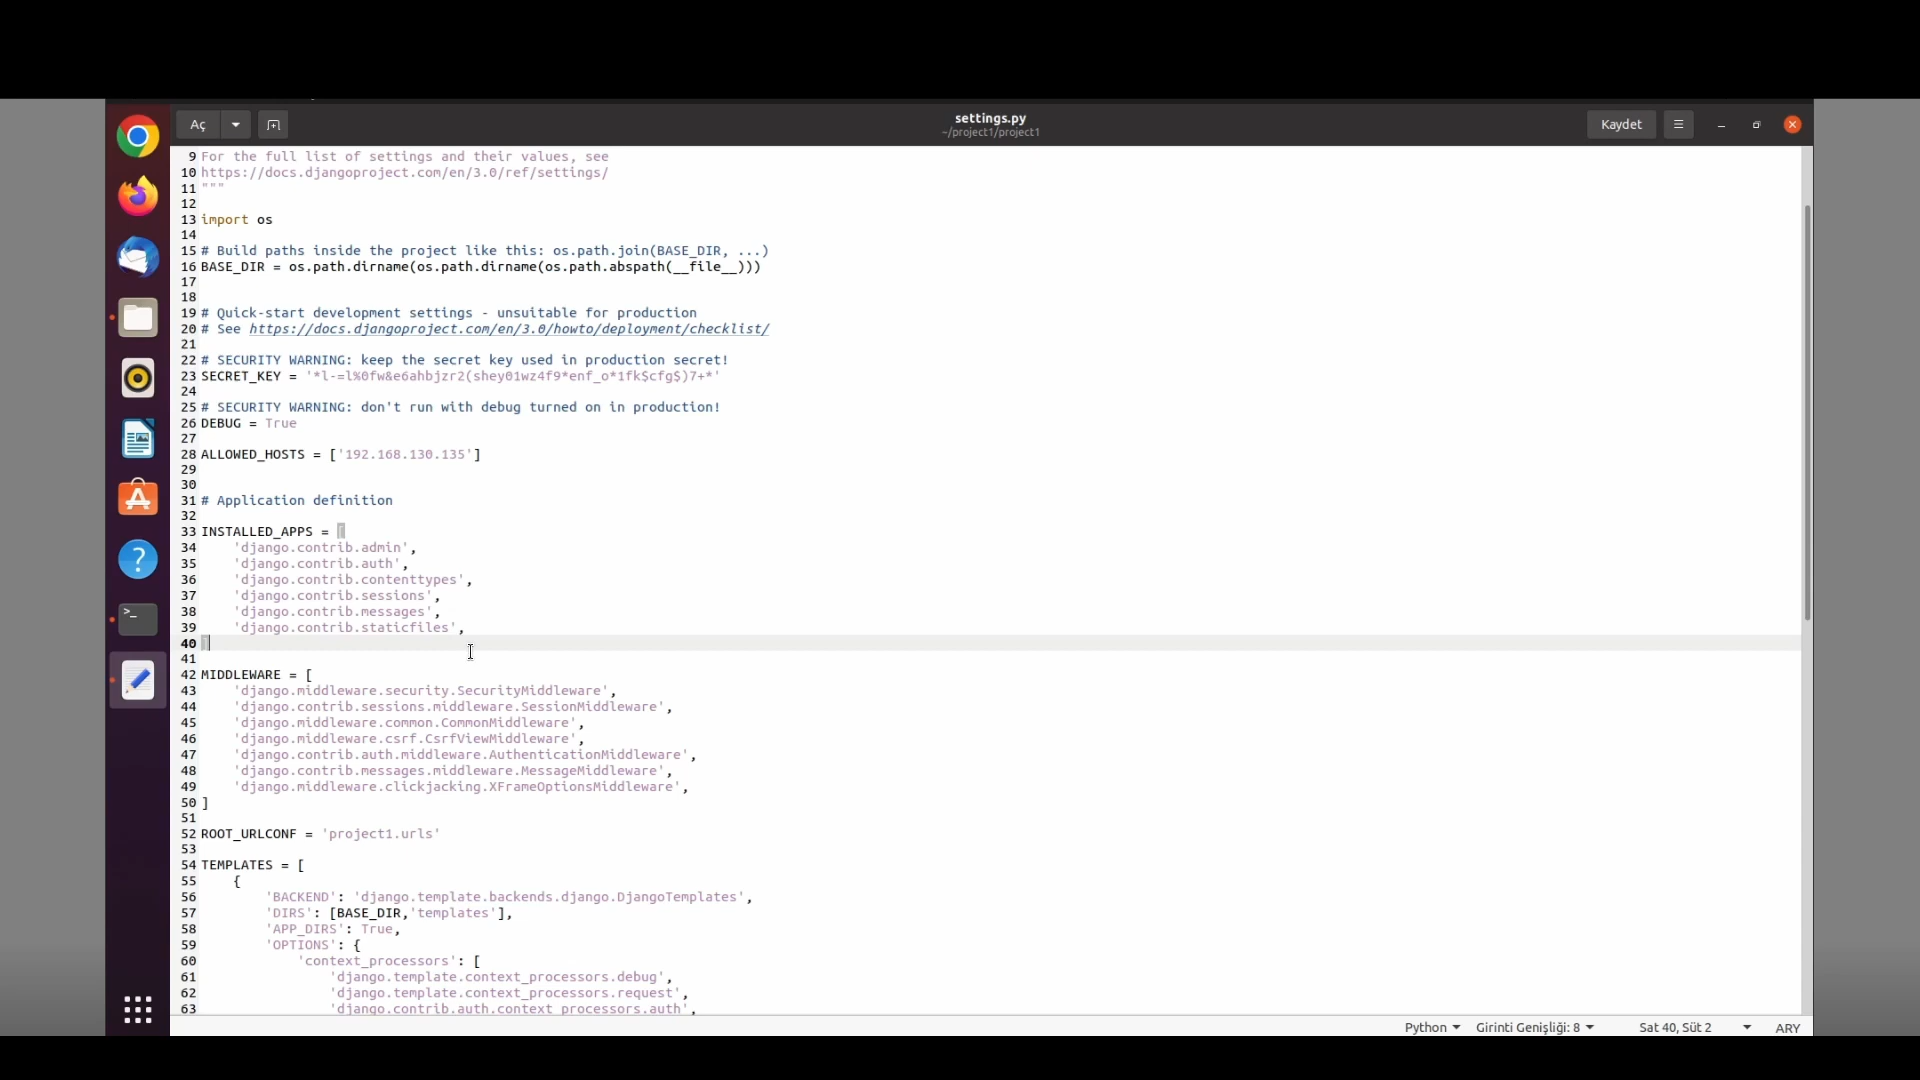 Aç
settings.py
~/project1/project1
Kaydet
9 For the full list of settings and their values, see
10 https://docs.djangoproject.com/en/3.0/ref/settings/
11 """
12
13 import os
14
15 # Build paths inside the project like this: os.path.join(BASE_DIR, ...)
16 BASE_DIR = os.path.dirname(os.path.dirname(os.path.abspath(__file__)))
17
18
19 # Quick-start development settings - unsuitable for production
20 # See https://docs.djangoproject.com/en/3.0/howto/deployment/checklist/
21
22 # SECURITY WARNING: keep the secret key used in production secret!
23 SECRET_KEY = '*l-=l%0fw&e6ahbjzr2(shey01wz4f9*enf_o*1fk$cfg$)7+*'
24
25 # SECURITY WARNING: don't run with debug turned on in production!
26 DEBUG = True
27
28 ALLOWED_HOSTS = ['192.168.130.135']
29
30
31 # Application definition
32
33 INSTALLED_APPS = [
34     'django.contrib.admin',
35     'django.contrib.auth',
36     'django.contrib.contenttypes',
37     'django.contrib.sessions',
38     'django.contrib.messages',
39     'django.contrib.staticfiles',
40 ]
41
42 MIDDLEWARE = [
43     'django.middleware.security.SecurityMiddleware',
44     'django.contrib.sessions.middleware.SessionMiddleware',
45     'django.middleware.common.CommonMiddleware',
46     'django.middleware.csrf.CsrfViewMiddleware',
47     'django.contrib.auth.middleware.AuthenticationMiddleware',
48     'django.contrib.messages.middleware.MessageMiddleware',
49     'django.middleware.clickjacking.XFrameOptionsMiddleware',
50 ]
51
52 ROOT_URLCONF = 'project1.urls'
53
54 TEMPLATES = [
55     {
56         'BACKEND': 'django.template.backends.django.DjangoTemplates',
57         'DIRS': [BASE_DIR,'templates'],
58         'APP_DIRS': True,
59         'OPTIONS': {
60             'context_processors': [
61                 'django.template.context_processors.debug',
62                 'django.template.context_processors.request',
63                 'django.contrib.auth.context_processors.auth',
Python Girinti Genişliği: 8 Sat 40, Süt 2 ARY